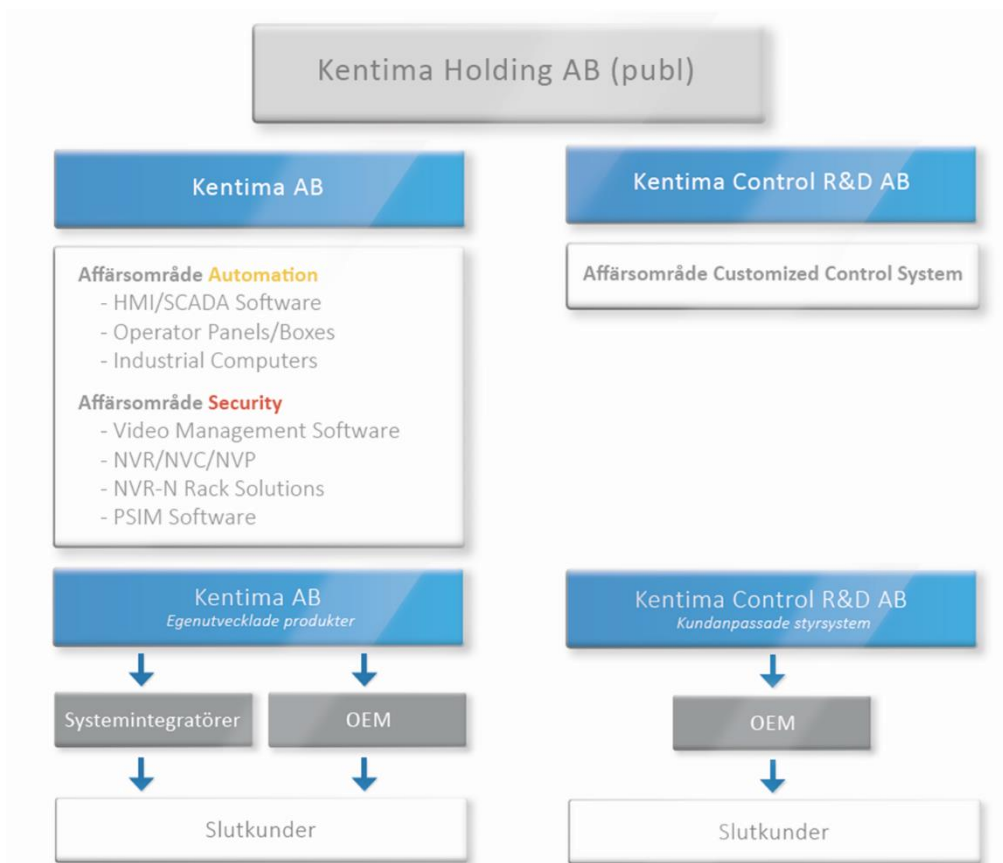 Kentima Holding AB (publ)
Kentima AB
Affärsområde Automation
- HMI/SCADA Software
- Operator Panels/Boxes
- Industrial Computers
Affärsområde Security
- Video Management Software
- NVR/NVC/NVP
- NVR-N Rack Solutions
- PSIM Software
Kentima Control R&D AB
Affärsområde Customized Control System
Kentima AB
Egenutvecklade produkter
Systemintegratörer
OEM
Slutkunder
Kentima Control R&D AB
Kundanpassade styrsystem
OEM
Slutkunder